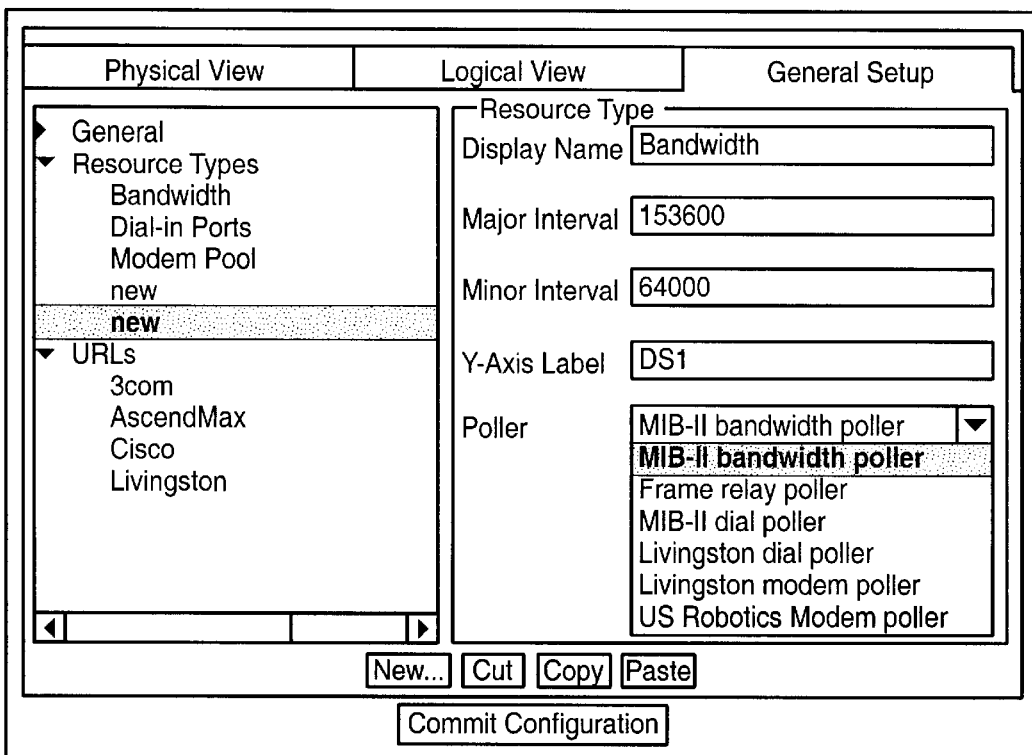 Physical View
Logical View
General Setup
General
Resource Types
Bandwidth
Dial-in Ports
Modem Pool
new
new
URLs
3com
AscendMax
Cisco
Livingston
Resource Type
Display Name Bandwidth
Major Interval 153600
Minor Interval 64000
Y-Axis Label DS1
Poller MIB-II bandwidth poller
MIB-II bandwidth poller
Frame relay poller
MIB-II dial poller
Livingston dial poller
Livingston modem poller
US Robotics Modem poller
New... Cut Copy Paste
Commit Configuration